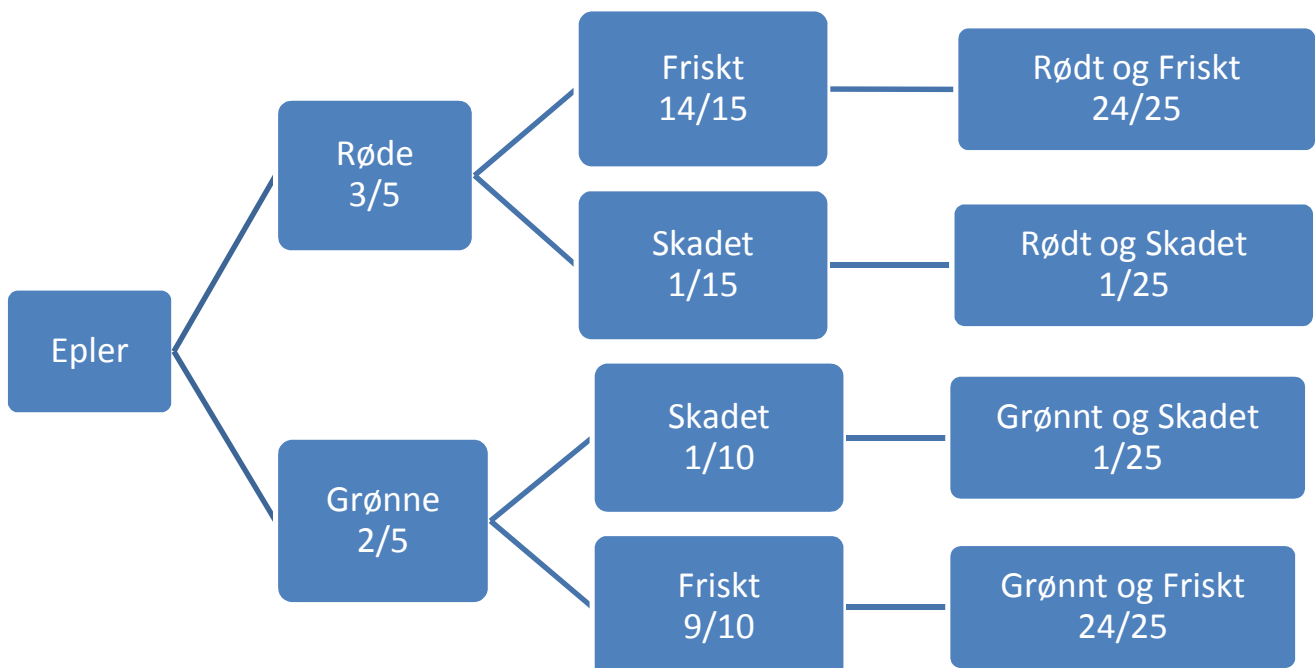 Epler
Røde
3/5
Friskt
14/15
Rødt og Friskt
24/25
Skadet
1/15
Rødt og Skadet
1/25
Grønne
2/5
Skadet
1/10
Grønnt og Skadet
1/25
Friskt
9/10
Grønnt og Friskt
24/25